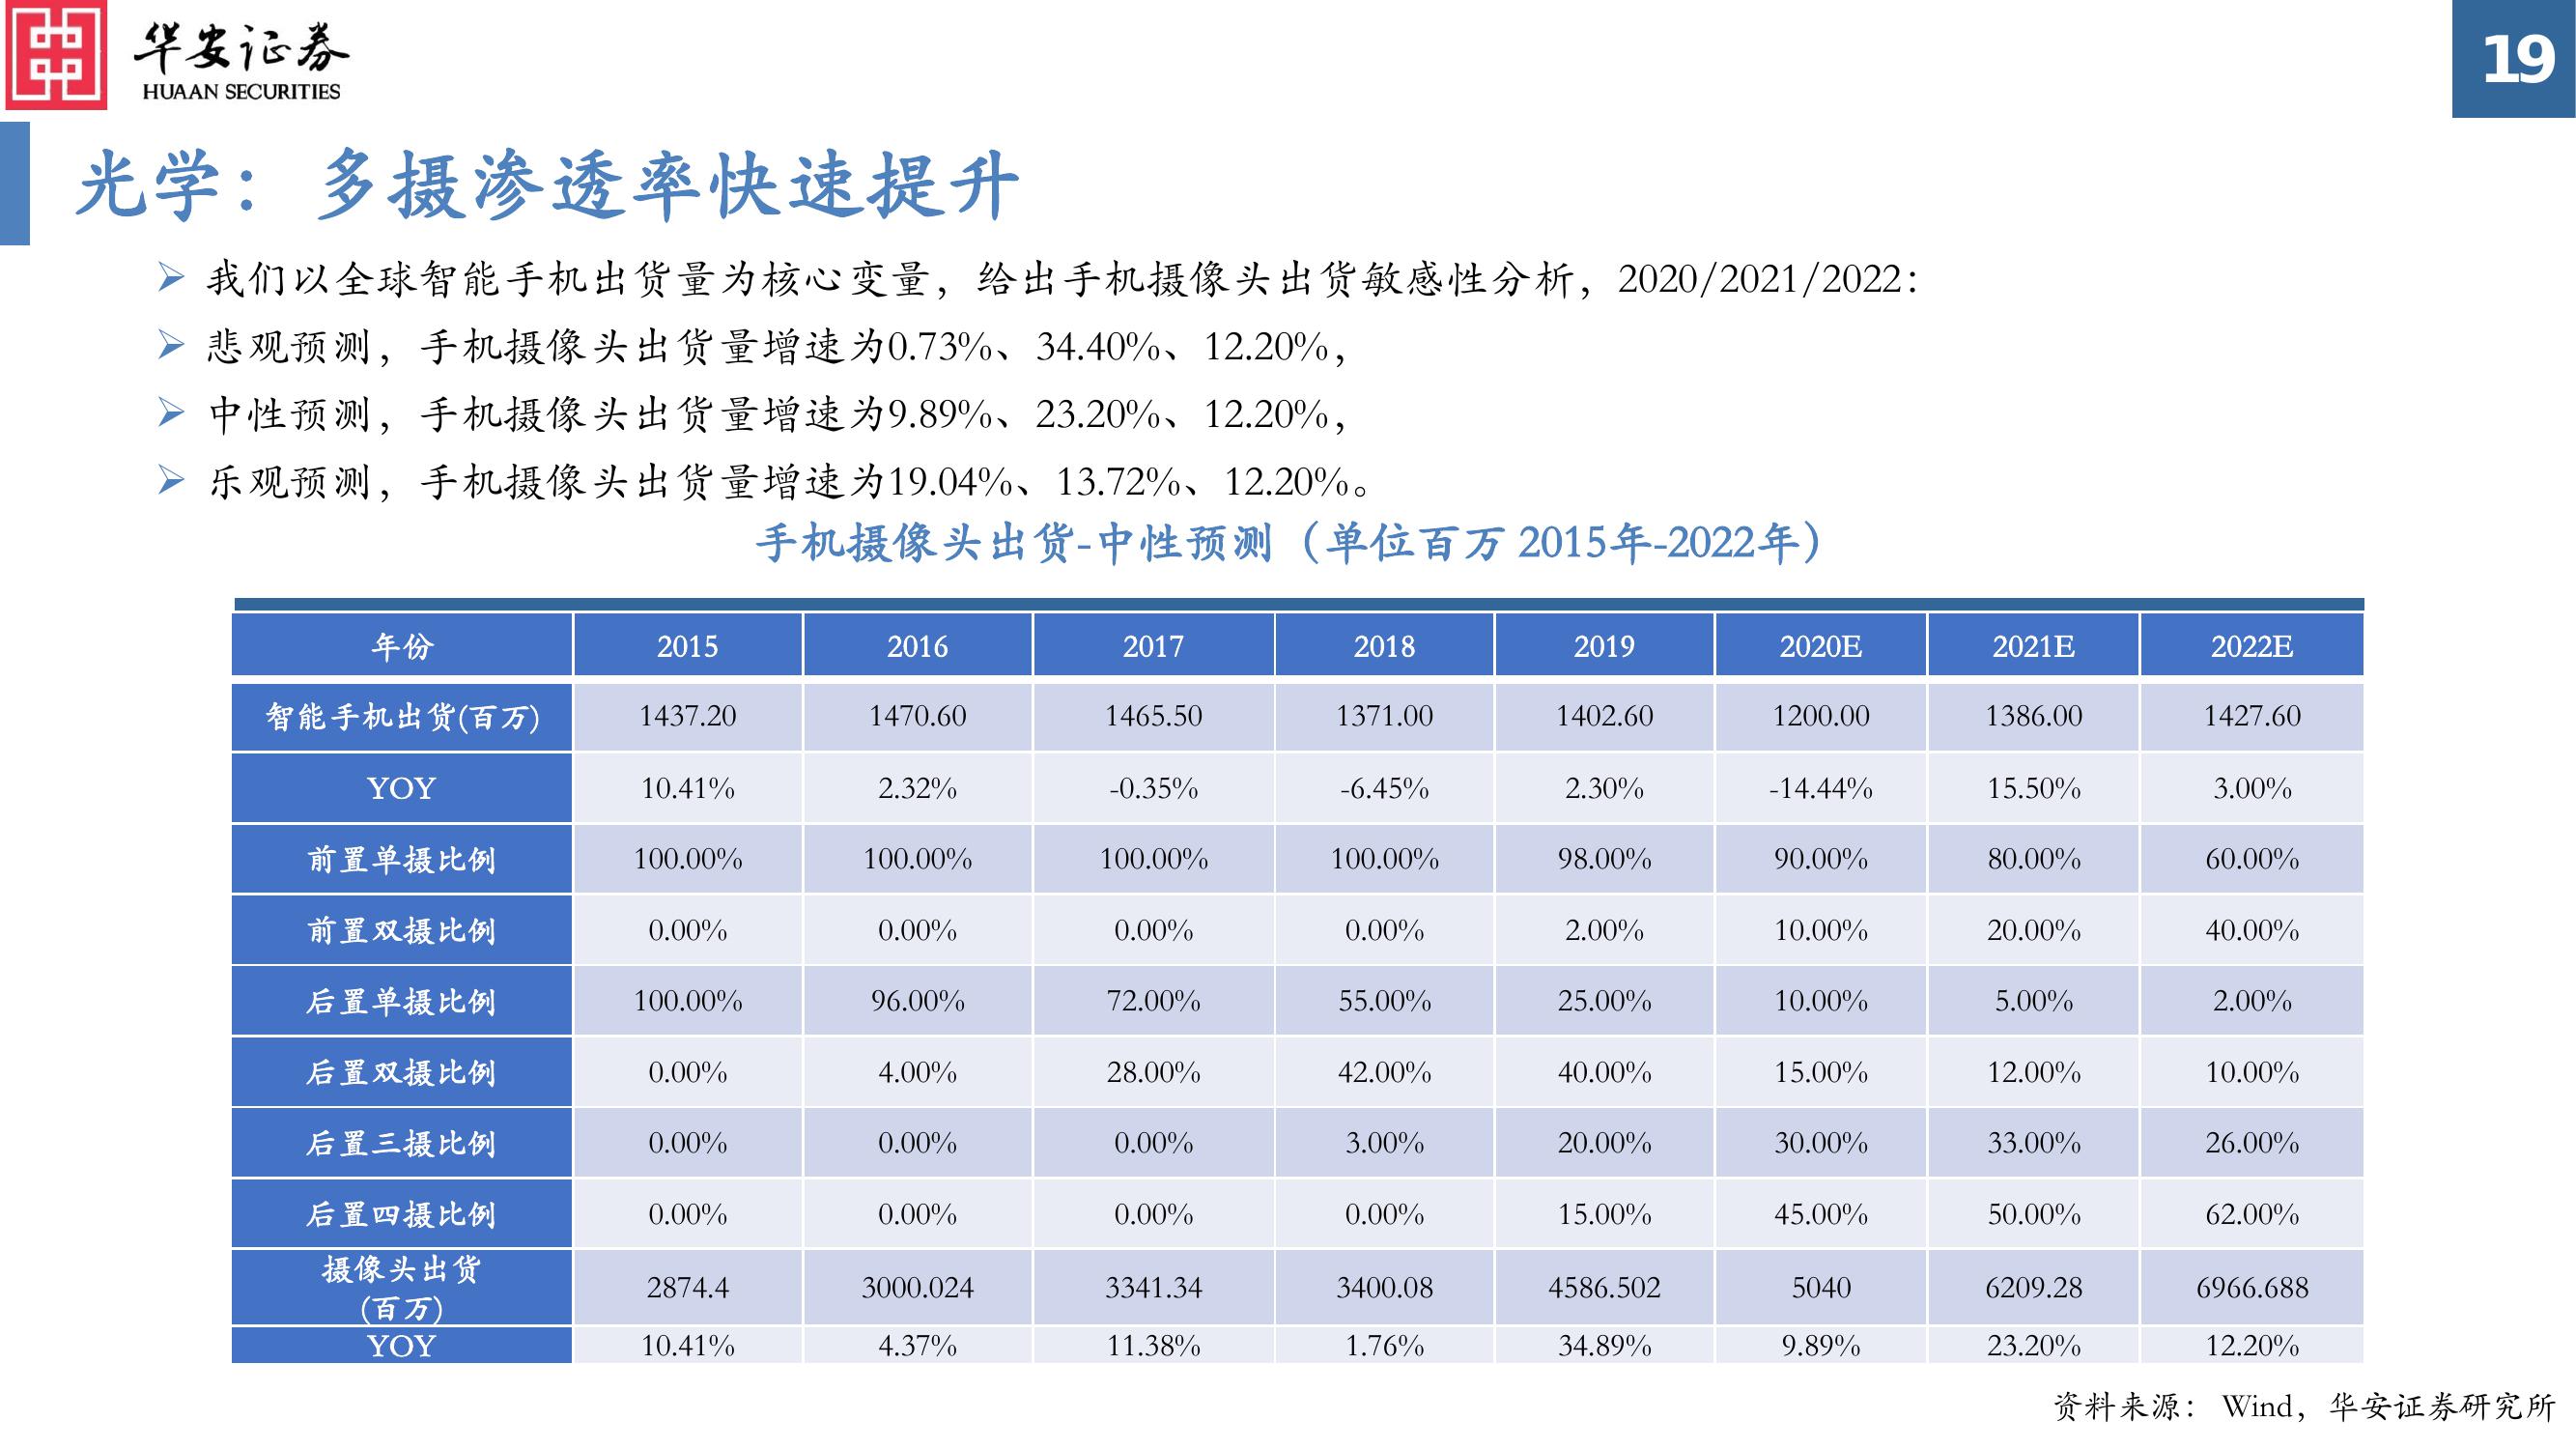 华安证券
HUAAN SECURITIES
19
光学：多摄渗透率快速提升
我们以全球智能手机出货量为核心变量，给出手机摄像头出货敏感性分析，2020/2021/2022：
悲观预测，手机摄像头出货量增速为0.73%、34.40%、12.20%，
中性预测，手机摄像头出货量增速为9.89%、23.20%、12.20%，
乐观预测，手机摄像头出货量增速为19.04%、13.72%、12.20%。
手机摄像头出货-中性预测（单位百万 2015年-2022年）
年份 2015 2016 2017 2018 2019 2020E 2021E 2022E
智能手机出货(百万) 1437.20 1470.60 1465.50 1371.00 1402.60 1200.00 1386.00 1427.60
YOY 10.41% 2.32% -0.35% -6.45% 2.30% -14.44% 15.50% 3.00%
前置单摄比例 100.00% 100.00% 100.00% 100.00% 98.00% 90.00% 80.00% 60.00%
前置双摄比例 0.00% 0.00% 0.00% 0.00% 2.00% 10.00% 20.00% 40.00%
后置单摄比例 100.00% 96.00% 72.00% 55.00% 25.00% 10.00% 5.00% 2.00%
后置双摄比例 0.00% 4.00% 28.00% 42.00% 40.00% 15.00% 12.00% 10.00%
后置三摄比例 0.00% 0.00% 0.00% 3.00% 20.00% 30.00% 33.00% 26.00%
后置四摄比例 0.00% 0.00% 0.00% 0.00% 15.00% 45.00% 50.00% 62.00%
摄像头出货
(百万) 2874.4 3000.024 3341.34 3400.08 4586.502 5040 6209.28 6966.688
YOY 10.41% 4.37% 11.38% 1.76% 34.89% 9.89% 23.20% 12.20%
资料来源：Wind，华安证券研究所